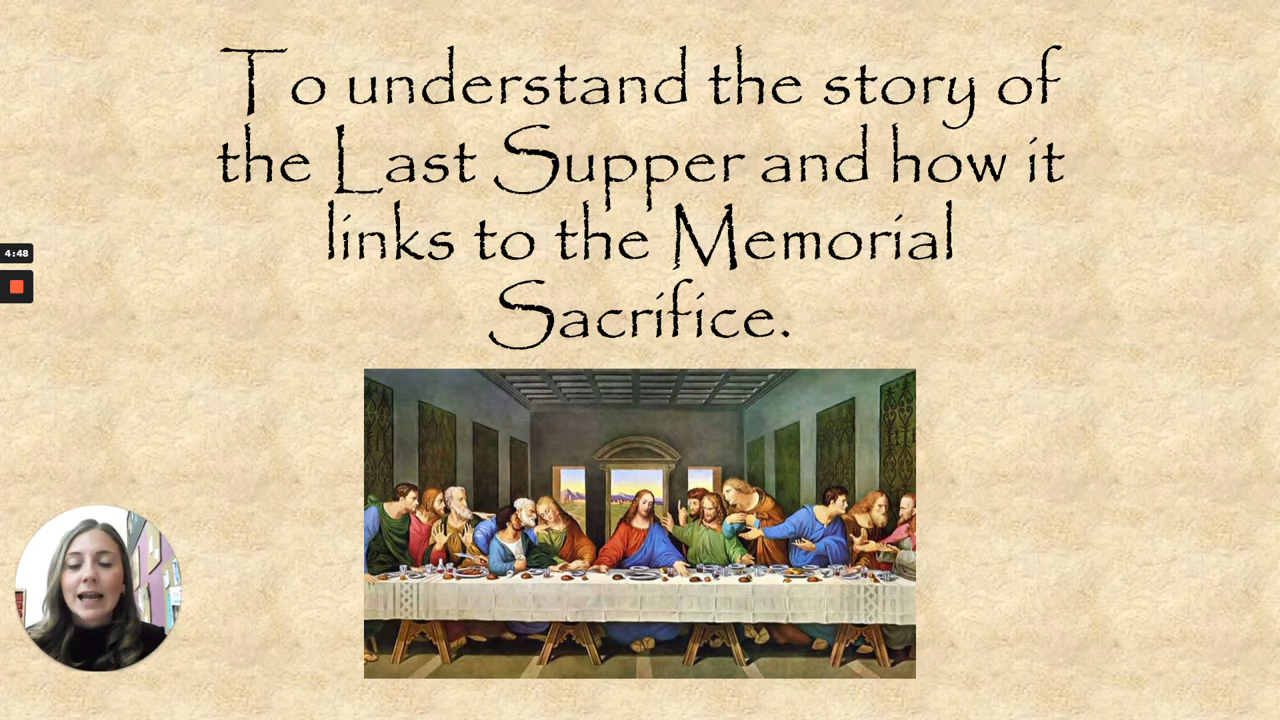 To understand the story of
the Last Supper and how it
links to the Memorial
Sacrifice.
4:48